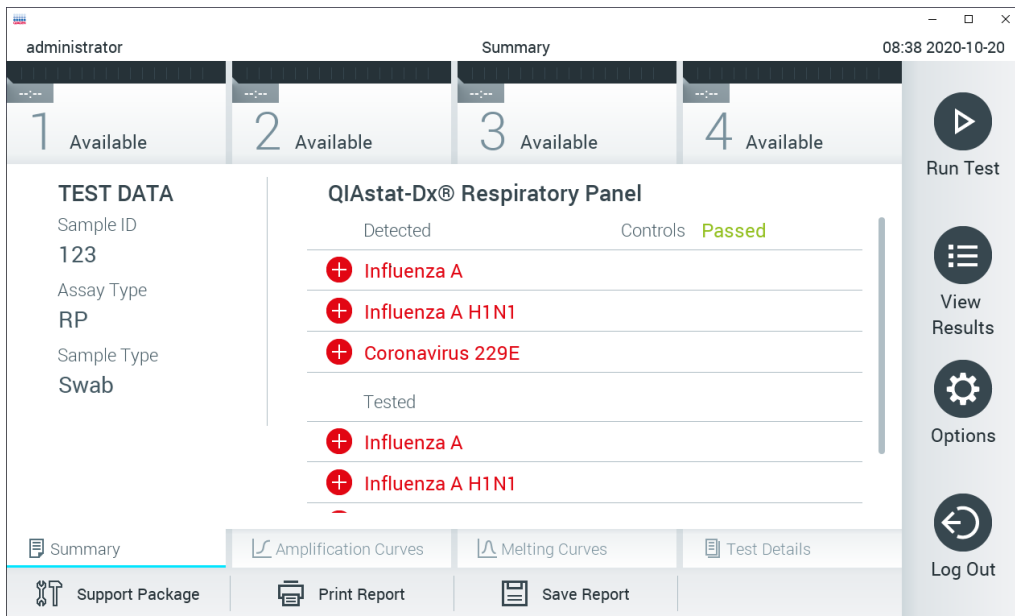 administrator
Summary
08:38 2020-10-20
--:--
1 Available
--:--
2 Available
--:--
3 Available
--:--
4 Available
Run Test
View
Results
Options
Log Out
TEST DATA
Sample ID
123
Assay Type
RP
Sample Type
Swab
QIAstat-Dx® Respiratory Panel
Detected
Controls Passed
Influenza A
Influenza A H1N1
Coronavirus 229E
Tested
Influenza A
Influenza A H1N1
Summary
Amplification Curves
Melting Curves
Test Details
Support Package
Print Report
Save Report